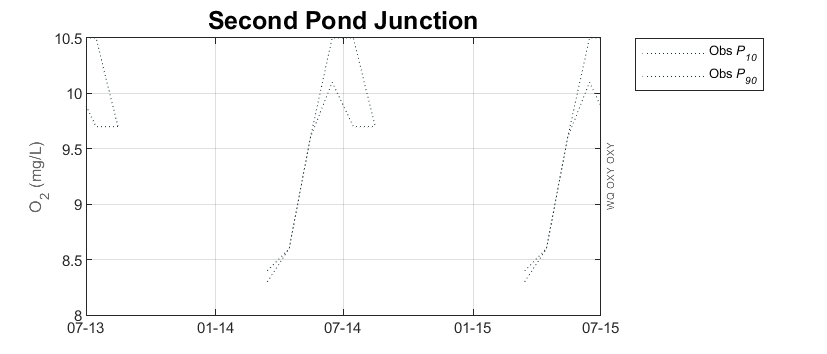 Second Pond Junction
10.5
10
9.5
9
8.5
8
O2 (mg/L)
07-13 01-14 07-14 01-15 07-15
WQ OXY OXY
Obs P10
Obs P90